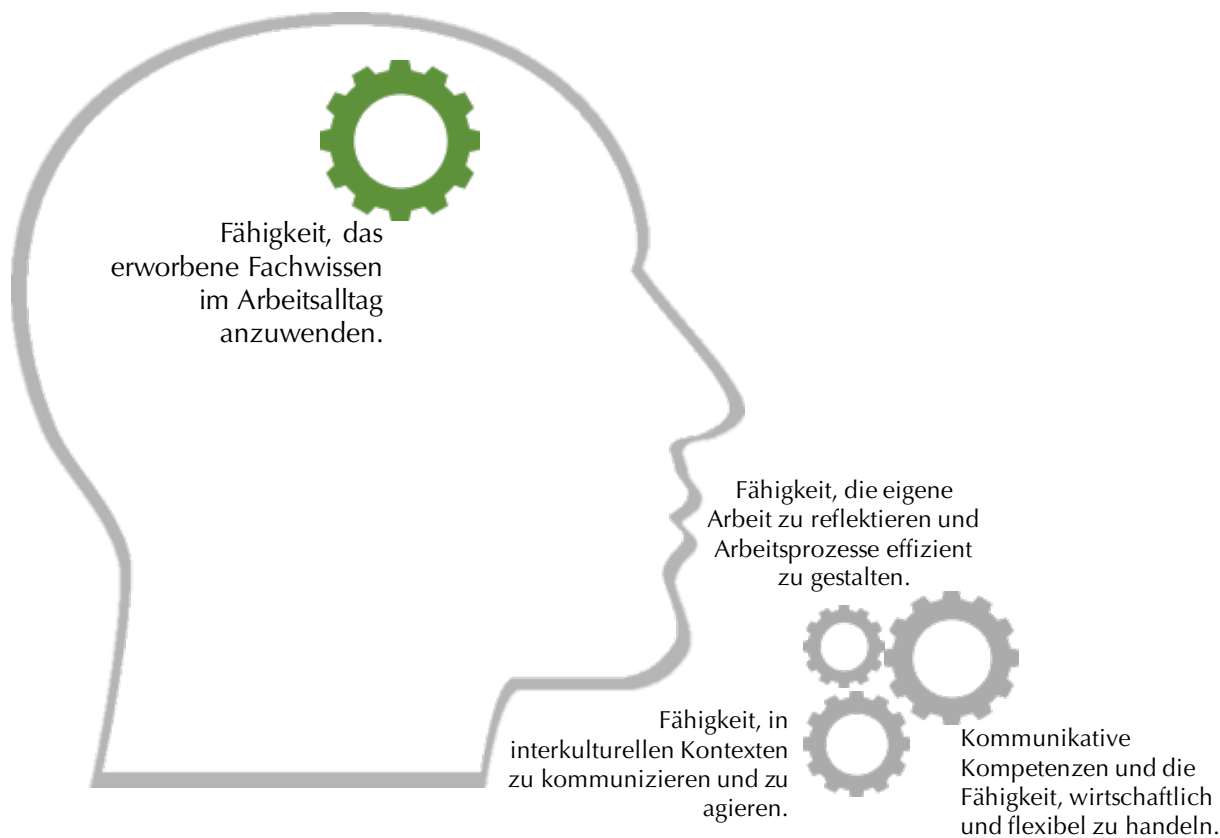 Fähigkeit, das
erworbene Fachwissen
im Arbeitsalltag
anzuwenden.
Fähigkeit, die eigene
Arbeit zu reflektieren und
Arbeitsprozesse effizient
zu gestalten.
Fähigkeit, in
interkulturellen Kontexten
zu kommunizieren und zu
agieren.
Kommunikative
Kompetenzen und die
Fähigkeit, wirtschaftlich
und flexibel zu handeln.